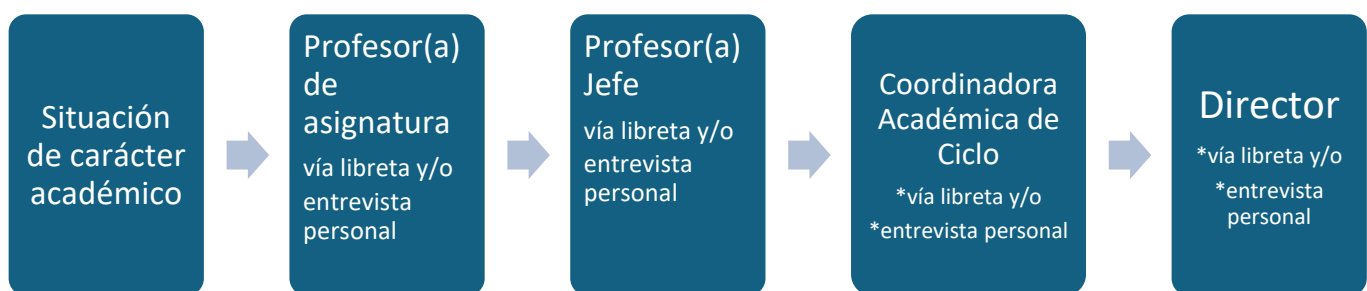 Situación
de carácter
académico
Profesor(a)
de
asignatura
vía libreta y/o
entrevista
personal
Profesor(a)
Jefe
vía libreta y/o
entrevista
personal
Coordinadora
Académica de
Ciclo
*vía libreta y/o
*entrevista personal
Director
*vía libreta y/o
*entrevista
personal